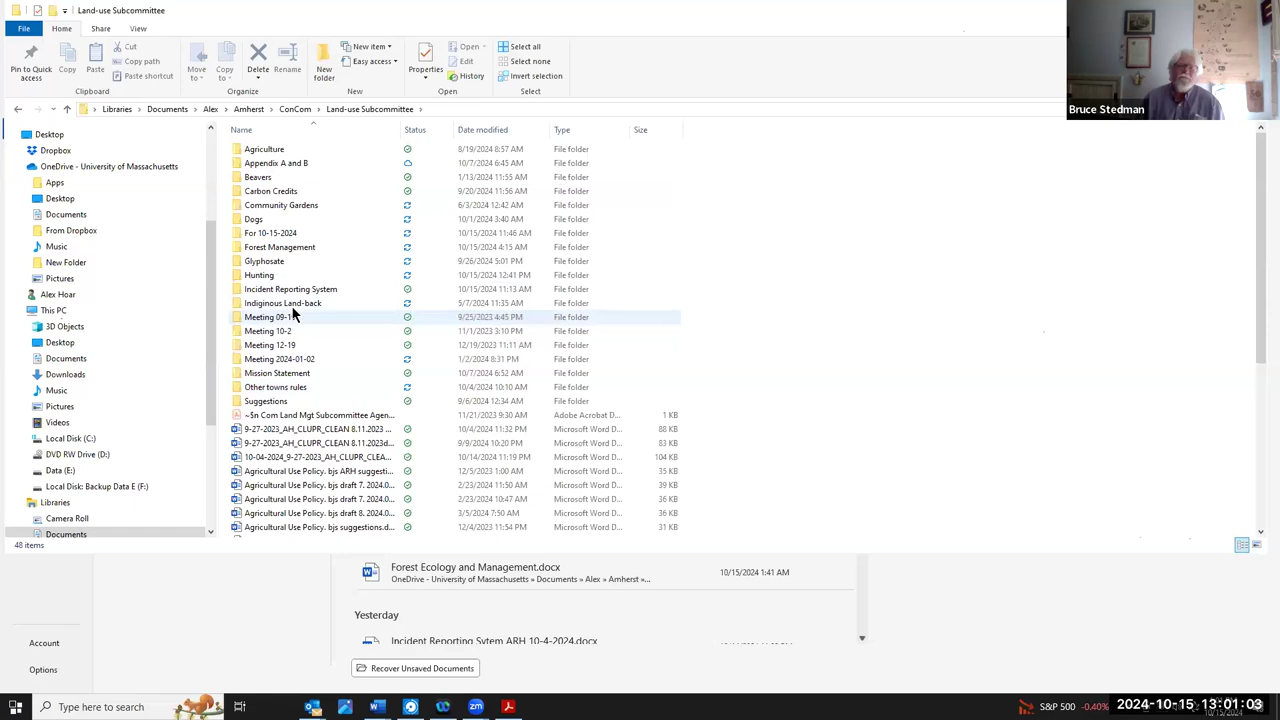 Land-use Subcommittee
File Home Share View
Pin to Quick access
Copy
Paste
Cut
Copy path
Paste shortcut
Move to
Copy to
Delete
Rename
New folder
New item
Easy access
Properties
Open
Edit
History
Select all
Select none
Invert selection
Clipboard Organize New Open Select
Libraries > Documents > Alex > Amherst > ConCom > Land-use Subcommittee >
Bruce Stedman
Desktop
Dropbox
OneDrive - University of Massachusetts
Apps
Desktop
Documents
From Dropbox
Music
New Folder
Pictures
Alex Hoar
This PC
3D Objects
Desktop
Documents
Downloads
Music
Pictures
Videos
Local Disk (C:)
DVD RW Drive (D:)
Data (E:)
Local Disk: Backup Data E (F:)
Libraries
Camera Roll
Documents
Name Status Date modified Type Size
Agriculture 8/19/2024 8:57 AM File folder
Appendix A and B 10/7/2024 6:45 AM File folder
Beavers 1/13/2024 11:55 AM File folder
Carbon Credits 9/20/2024 11:56 AM File folder
Community Gardens 6/3/2024 12:42 AM File folder
Dogs 10/1/2024 3:40 AM File folder
For 10-15-2024 10/15/2024 11:46 AM File folder
Forest Management 10/15/2024 4:15 AM File folder
Glyphosate 9/26/2024 5:01 PM File folder
Hunting 10/15/2024 12:41 PM File folder
Incident Reporting System 10/15/2024 11:13 AM File folder
Indiginous Land-back 5/7/2024 11:35 AM File folder
Meeting 09-1 9/25/2023 4:45 PM File folder
Meeting 10-2 11/1/2023 3:10 PM File folder
Meeting 12-19 12/19/2023 11:11 AM File folder
Meeting 2024-01-02 1/2/2024 8:31 PM File folder
Mission Statement 10/7/2024 6:52 AM File folder
Other towns rules 10/4/2024 10:10 AM File folder
Suggestions 9/6/2024 12:34 AM File folder
~$n Com Land Mgt Subcommittee Agen... 11/21/2023 9:30 AM Adobe Acrobat D... 1 KB
9-27-2023_AH_CLUPR_CLEAN 8.11.2023 ... 10/4/2024 11:32 PM Microsoft Word D... 88 KB
9-27-2023_AH_CLUPR_CLEAN 8.11.2023d... 9/9/2024 10:20 PM Microsoft Word D... 83 KB
10-04-2024_9-27-2023_AH_CLUPR_CLEA... 10/14/2024 11:19 PM Microsoft Word D... 104 KB
Agricultural Use Policy. bjs ARH suggesti... 12/5/2023 1:00 AM Microsoft Word D... 35 KB
Agricultural Use Policy. bjs draft 7. 2024.0... 2/23/2024 11:50 AM Microsoft Word D... 39 KB
Agricultural Use Policy. bjs draft 7. 2024.0... 2/23/2024 10:47 AM Microsoft Word D... 36 KB
Agricultural Use Policy. bjs draft 8. 2024.0... 3/5/2024 7:50 AM Microsoft Word D... 36 KB
Agricultural Use Policy. bjs suggestions.d... 12/4/2023 11:54 PM Microsoft Word D... 31 KB
48 items
Forest Ecology and Management.docx
OneDrive - University of Massachusetts » Documents » Alex » Amherst »...
10/15/2024 1:41 AM
Yesterday
Incident Reporting Sytem ARH 10-4-2024.docx
Account
Options
Recover Unsaved Documents
Type here to search
S&P 500 -0.40%
2024-10-15 13:01:03